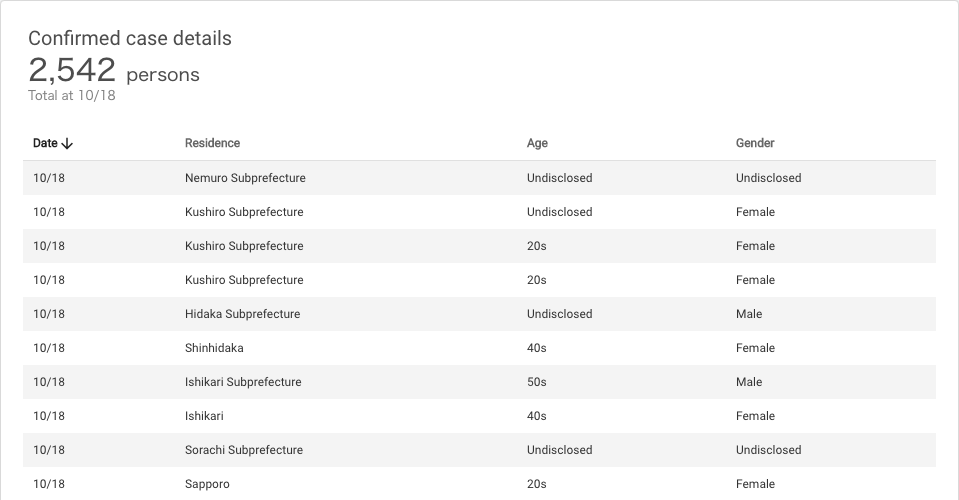 Confirmed case details
2,542 persons
Total at 10/18
Date ↓ Residence Age Gender
10/18 Nemuro Subprefecture Undisclosed Undisclosed
10/18 Kushiro Subprefecture Undisclosed Female
10/18 Kushiro Subprefecture 20s Female
10/18 Kushiro Subprefecture 20s Female
10/18 Hidaka Subprefecture Undisclosed Male
10/18 Shinhidaka 40s Female
10/18 Ishikari Subprefecture 50s Male
10/18 Ishikari 40s Female
10/18 Sorachi Subprefecture Undisclosed Undisclosed
10/18 Sapporo 20s Female